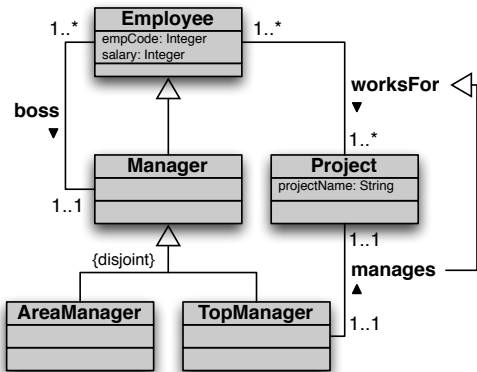 Employee
empCode: Integer
salary: Integer
1..*
1..*
boss
worksFor
1..*
Manager
Project
projectName: String
1..1
1..1
{disjoint}
manages
AreaManager
TopManager
1..1